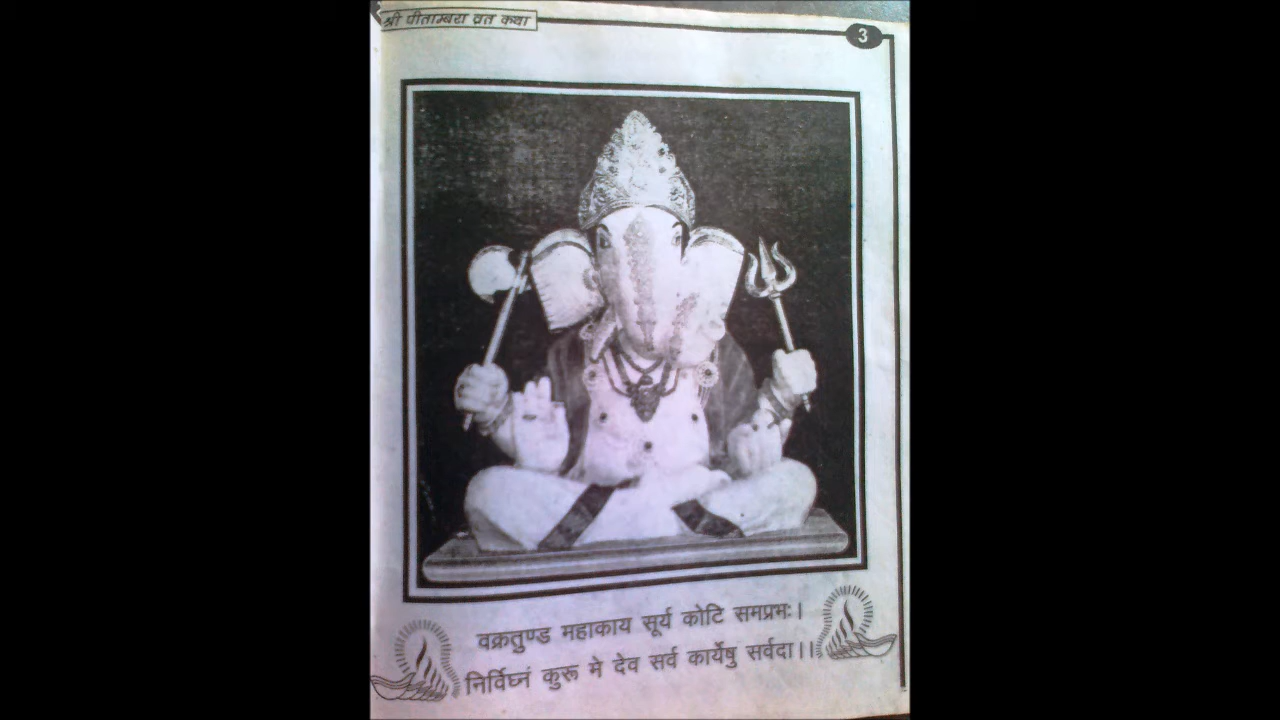 श्री पीताम्बरा व्रत कथा
3
वक्रतुण्ड महाकाय सूर्य कोटि समप्रभः।
निर्विघ्नं कुरू मे देव सर्व कार्येषु सर्वदा।।